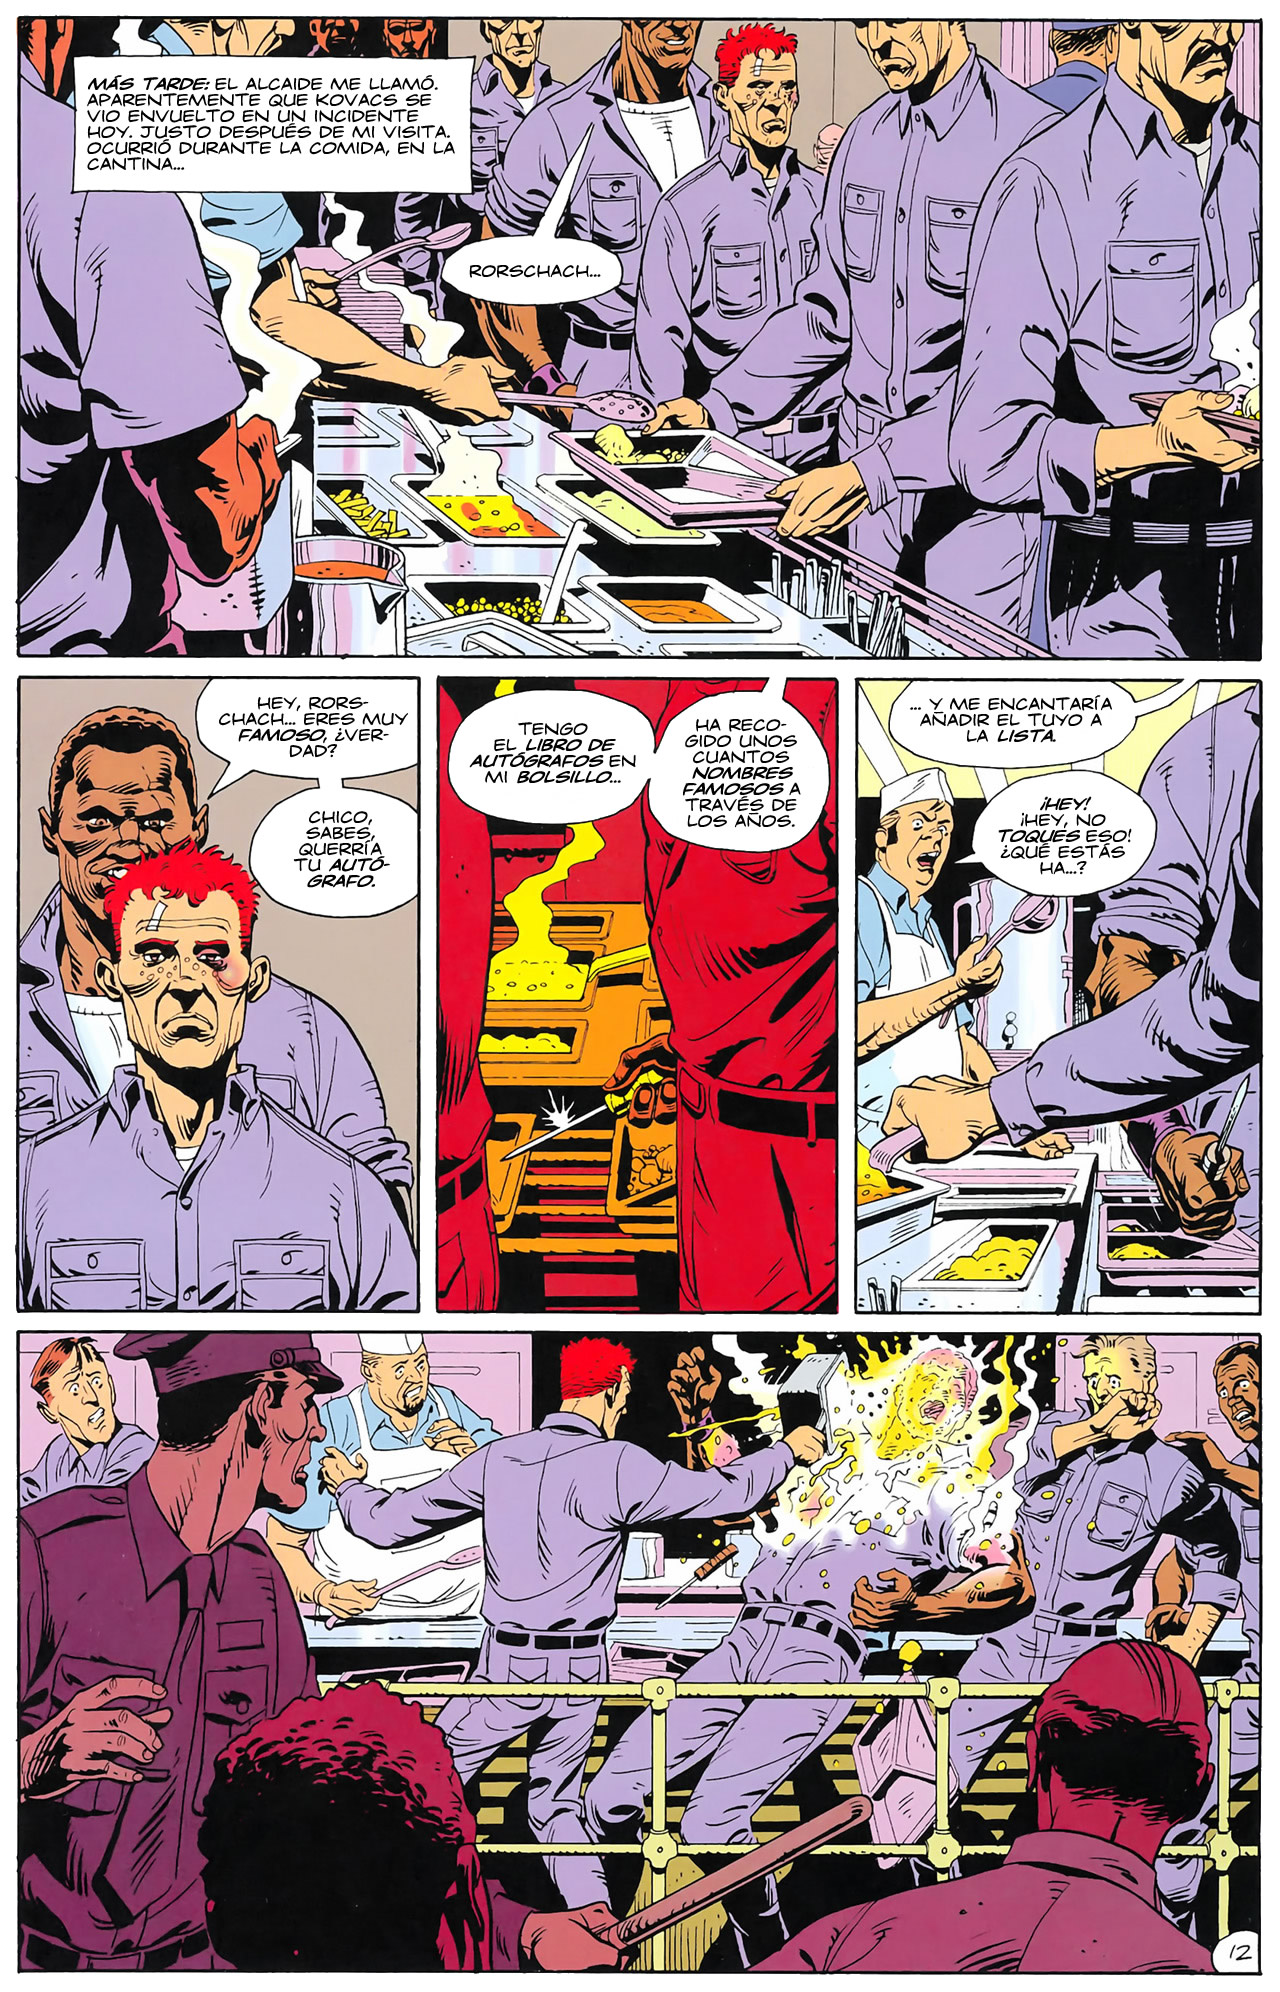 MÁS TARDE: EL ALCAIDE ME LLAMÓ.
APARENTEMENTE QUE KOVACS SE
VIO ENVUELTO EN UN INCIDENTE
HOY. JUSTO DESPUÉS DE MI VISITA.
OCURRIÓ DURANTE LA COMIDA, EN LA
CANTINA...
RORSCHACH...
HEY, RORS-
CHACH... ERES MUY
FAMOSO, ¿VER-
DAD?
CHICO,
SABES,
QUERRÍA
TU AUTÓ-
GRAFO.
TENGO
EL LIBRO DE
AUTÓGRAFOS EN
MI BOLSILLO...
HA RECO-
GIDO UNOS
CUANTOS
NOMBRES
FAMOSOS A
TRAVÉS DE
LOS AÑOS.
... Y ME ENCANTARÍA
AÑADIR EL TUYO A
LA LISTA.
¡HEY!
¡HEY, NO
TOQUES ESO!
¿QUÉ ESTÁS
HA...?
12